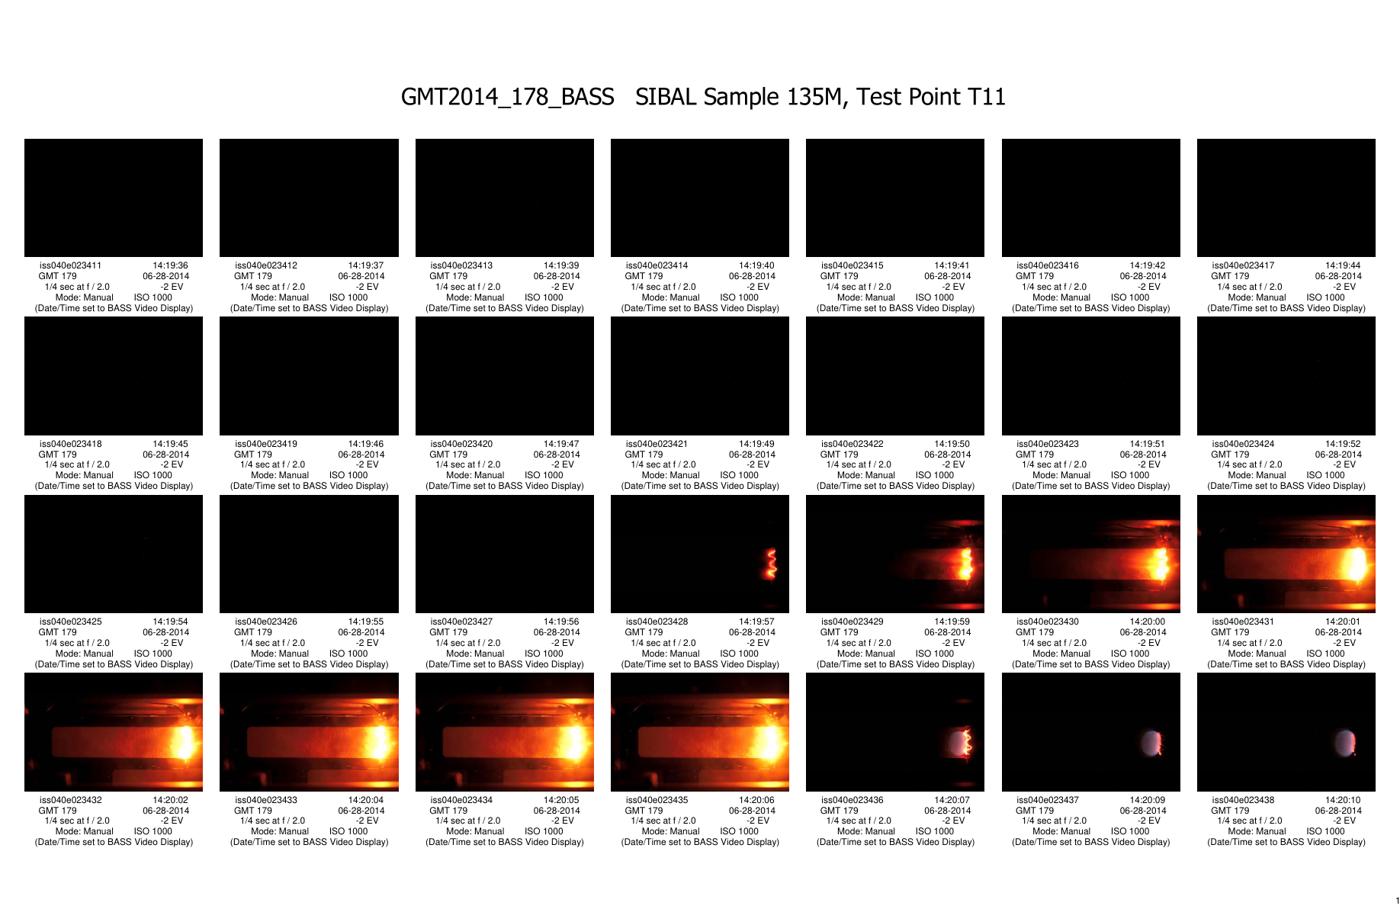 GMT2014_178_BASS SIBAL Sample 135M, Test Point T11
iss040e023411 14:19:36
GMT 179 06-28-2014
1/4 sec at f / 2.0 -2 EV
Mode: Manual ISO 1000
(Date/Time set to BASS Video Display)
iss040e023412 14:19:37
GMT 179 06-28-2014
1/4 sec at f / 2.0 -2 EV
Mode: Manual ISO 1000
(Date/Time set to BASS Video Display)
iss040e023413 14:19:39
GMT 179 06-28-2014
1/4 sec at f / 2.0 -2 EV
Mode: Manual ISO 1000
(Date/Time set to BASS Video Display)
iss040e023414 14:19:40
GMT 179 06-28-2014
1/4 sec at f / 2.0 -2 EV
Mode: Manual ISO 1000
(Date/Time set to BASS Video Display)
iss040e023415 14:19:41
GMT 179 06-28-2014
1/4 sec at f / 2.0 -2 EV
Mode: Manual ISO 1000
(Date/Time set to BASS Video Display)
iss040e023416 14:19:42
GMT 179 06-28-2014
1/4 sec at f / 2.0 -2 EV
Mode: Manual ISO 1000
(Date/Time set to BASS Video Display)
iss040e023417 14:19:44
GMT 179 06-28-2014
1/4 sec at f / 2.0 -2 EV
Mode: Manual ISO 1000
(Date/Time set to BASS Video Display)
iss040e023418 14:19:45
GMT 179 06-28-2014
1/4 sec at f / 2.0 -2 EV
Mode: Manual ISO 1000
(Date/Time set to BASS Video Display)
iss040e023419 14:19:46
GMT 179 06-28-2014
1/4 sec at f / 2.0 -2 EV
Mode: Manual ISO 1000
(Date/Time set to BASS Video Display)
iss040e023420 14:19:47
GMT 179 06-28-2014
1/4 sec at f / 2.0 -2 EV
Mode: Manual ISO 1000
(Date/Time set to BASS Video Display)
iss040e023421 14:19:49
GMT 179 06-28-2014
1/4 sec at f / 2.0 -2 EV
Mode: Manual ISO 1000
(Date/Time set to BASS Video Display)
iss040e023422 14:19:50
GMT 179 06-28-2014
1/4 sec at f / 2.0 -2 EV
Mode: Manual ISO 1000
(Date/Time set to BASS Video Display)
iss040e023423 14:19:51
GMT 179 06-28-2014
1/4 sec at f / 2.0 -2 EV
Mode: Manual ISO 1000
(Date/Time set to BASS Video Display)
iss040e023424 14:19:52
GMT 179 06-28-2014
1/4 sec at f / 2.0 -2 EV
Mode: Manual ISO 1000
(Date/Time set to BASS Video Display)
iss040e023425 14:19:54
GMT 179 06-28-2014
1/4 sec at f / 2.0 -2 EV
Mode: Manual ISO 1000
(Date/Time set to BASS Video Display)
iss040e023426 14:19:55
GMT 179 06-28-2014
1/4 sec at f / 2.0 -2 EV
Mode: Manual ISO 1000
(Date/Time set to BASS Video Display)
iss040e023427 14:19:56
GMT 179 06-28-2014
1/4 sec at f / 2.0 -2 EV
Mode: Manual ISO 1000
(Date/Time set to BASS Video Display)
iss040e023428 14:19:57
GMT 179 06-28-2014
1/4 sec at f / 2.0 -2 EV
Mode: Manual ISO 1000
(Date/Time set to BASS Video Display)
iss040e023429 14:19:59
GMT 179 06-28-2014
1/4 sec at f / 2.0 -2 EV
Mode: Manual ISO 1000
(Date/Time set to BASS Video Display)
iss040e023430 14:20:00
GMT 179 06-28-2014
1/4 sec at f / 2.0 -2 EV
Mode: Manual ISO 1000
(Date/Time set to BASS Video Display)
iss040e023431 14:20:01
GMT 179 06-28-2014
1/4 sec at f / 2.0 -2 EV
Mode: Manual ISO 1000
(Date/Time set to BASS Video Display)
iss040e023432 14:20:02
GMT 179 06-28-2014
1/4 sec at f / 2.0 -2 EV
Mode: Manual ISO 1000
(Date/Time set to BASS Video Display)
iss040e023433 14:20:04
GMT 179 06-28-2014
1/4 sec at f / 2.0 -2 EV
Mode: Manual ISO 1000
(Date/Time set to BASS Video Display)
iss040e023434 14:20:05
GMT 179 06-28-2014
1/4 sec at f / 2.0 -2 EV
Mode: Manual ISO 1000
(Date/Time set to BASS Video Display)
iss040e023435 14:20:06
GMT 179 06-28-2014
1/4 sec at f / 2.0 -2 EV
Mode: Manual ISO 1000
(Date/Time set to BASS Video Display)
iss040e023436 14:20:07
GMT 179 06-28-2014
1/4 sec at f / 2.0 -2 EV
Mode: Manual ISO 1000
(Date/Time set to BASS Video Display)
iss040e023437 14:20:09
GMT 179 06-28-2014
1/4 sec at f / 2.0 -2 EV
Mode: Manual ISO 1000
(Date/Time set to BASS Video Display)
iss040e023438 14:20:10
GMT 179 06-28-2014
1/4 sec at f / 2.0 -2 EV
Mode: Manual ISO 1000
(Date/Time set to BASS Video Display)